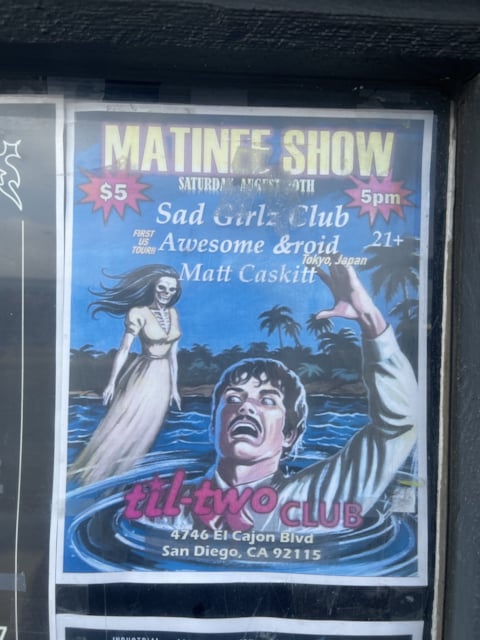 MATINEE SHOW
SATURDAY, AUGUST
$5
5pm
Sad Girlz Club
FIRST
US
TOUR!!
Awesome &roid
21+
Tokyo, Japan
Matt Caskitt
til-two CLUB
4746 El Cajon Blvd
San Diego, CA 92115